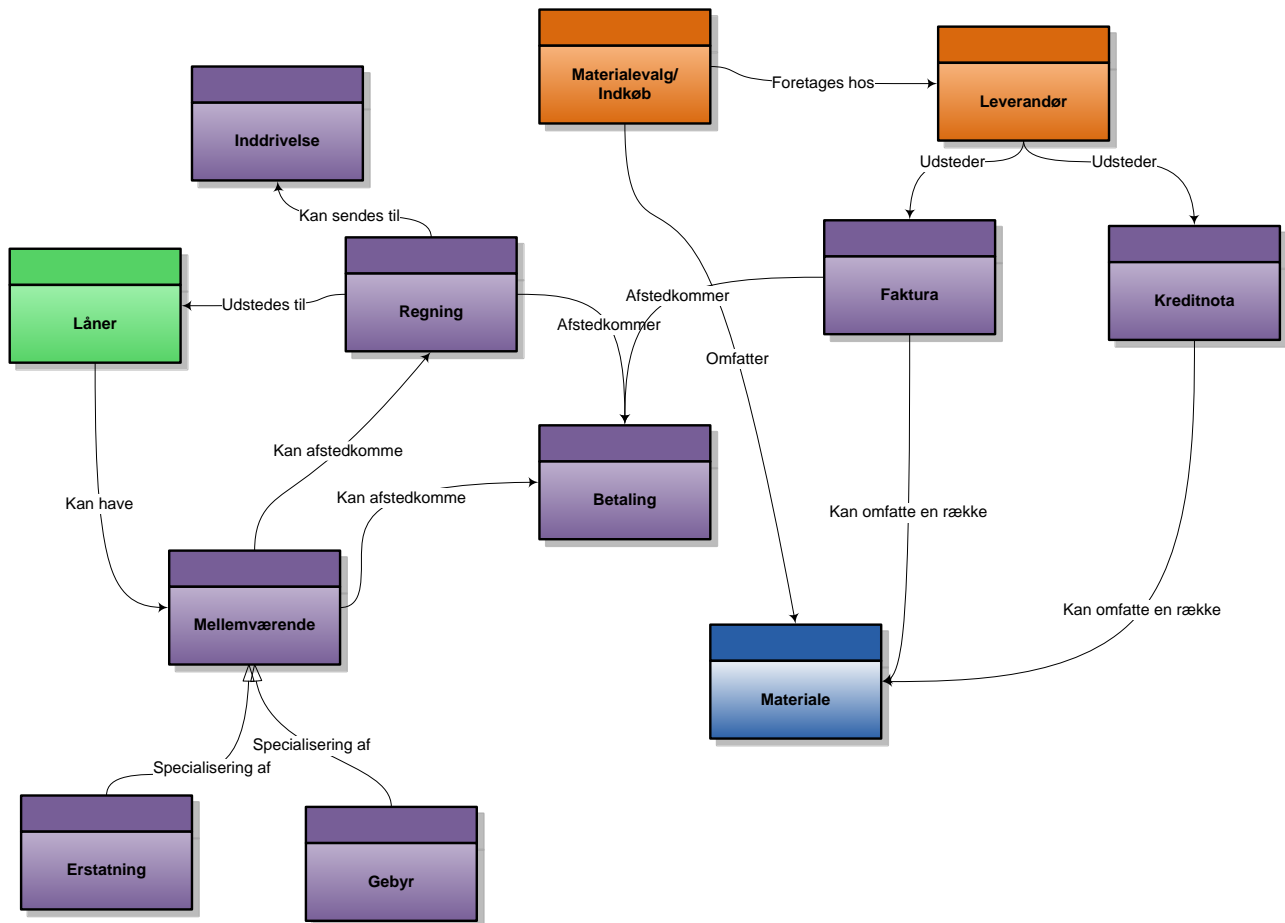 Materialevalg/
Indkøb
Foretages hos
Leverandør
Inddrivelse
Udsteder
Udsteder
Kan sendes til
Låner
Udstedes til
Regning
Afstedkommer
Afstedkommer
Faktura
Kreditnota
Omfatter
Kan afstedkomme
Kan have
Kan afstedkomme
Betaling
Kan omfatte en række
Mellemværende
Kan omfatte en række
Materiale
Specialisering af
Specialisering af
Erstatning
Gebyr